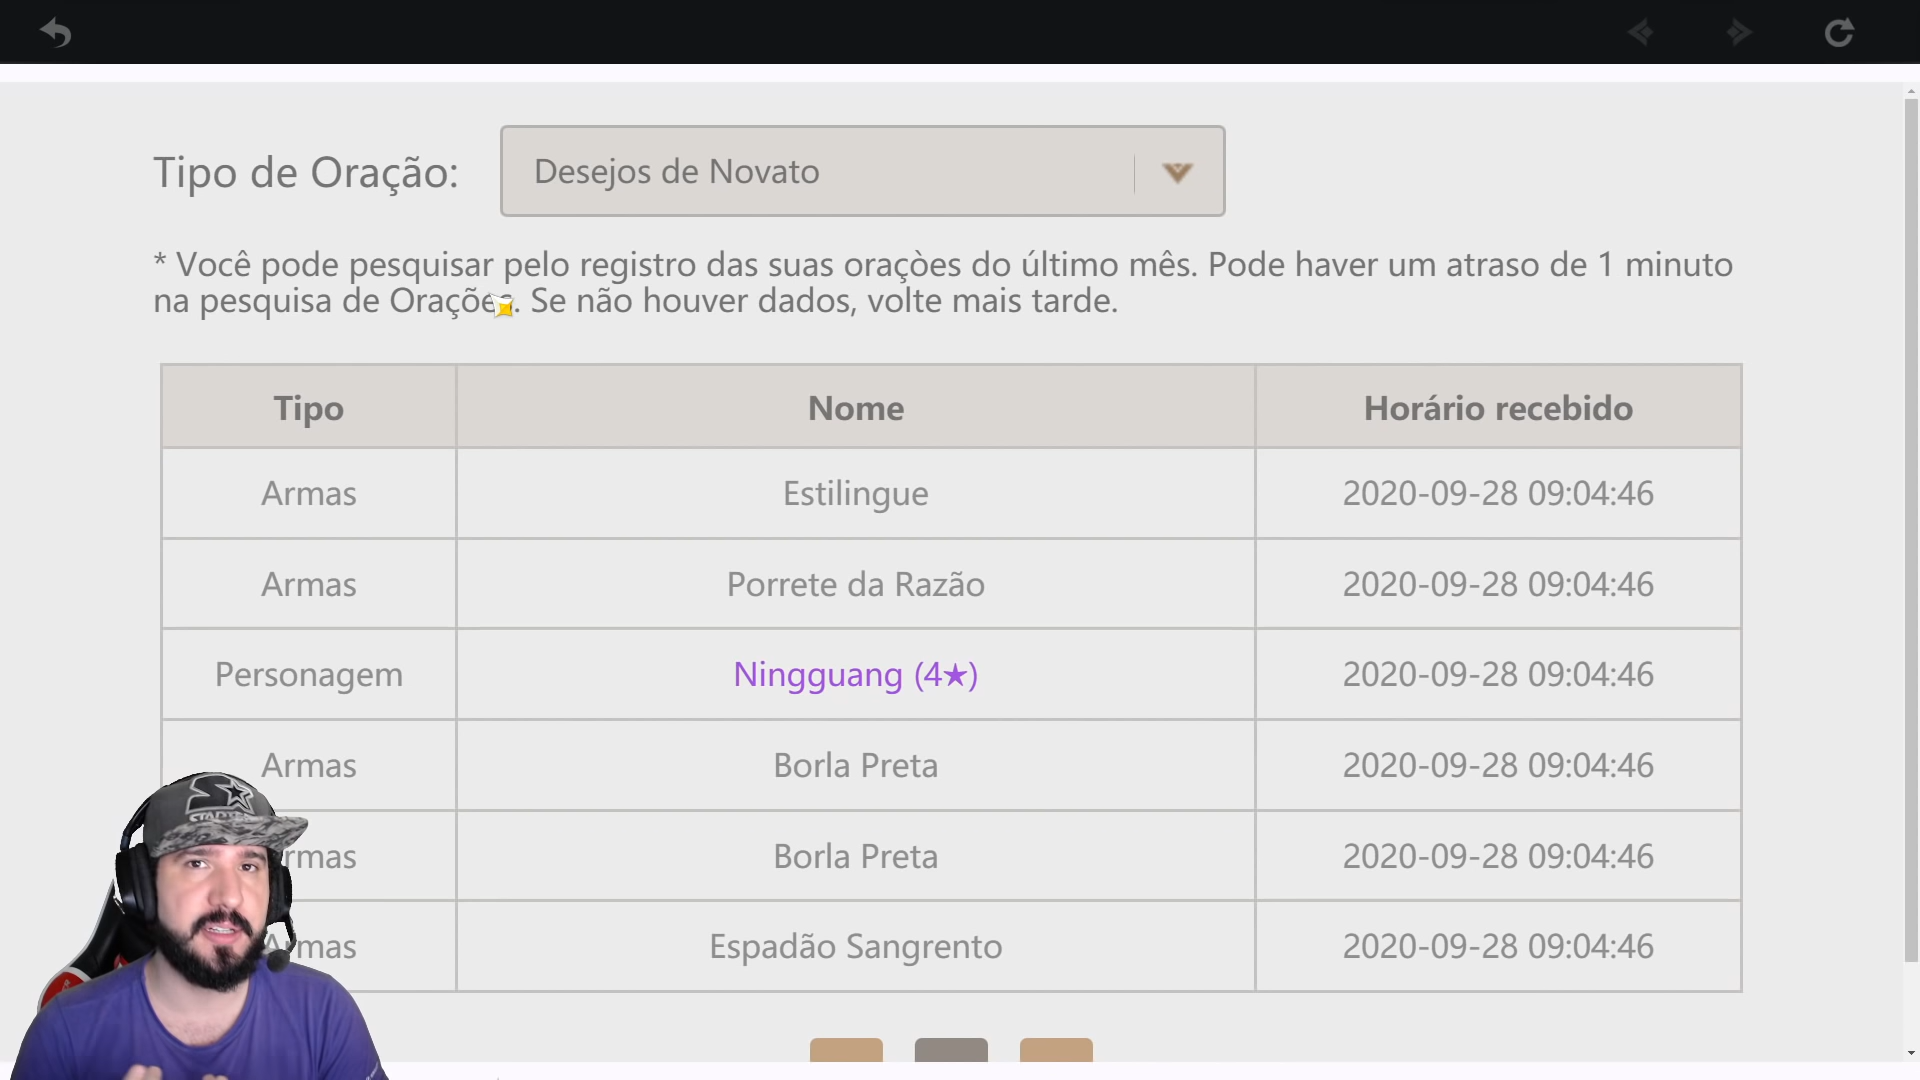 Tipo de Oração:
Desejos de Novato
* Você pode pesquisar pelo registro das suas oraçòes do último mês. Pode haver um atraso de 1 minuto
na pesquisa de Orações. Se não houver dados, volte mais tarde.
Tipo Nome Horário recebido
Armas Estilingue 2020-09-28 09:04:46
Armas Porrete da Razão 2020-09-28 09:04:46
Personagem Ningguang (4★) 2020-09-28 09:04:46
Armas Borla Preta 2020-09-28 09:04:46
rmas Borla Preta 2020-09-28 09:04:46
Armas Espadão Sangrento 2020-09-28 09:04:46